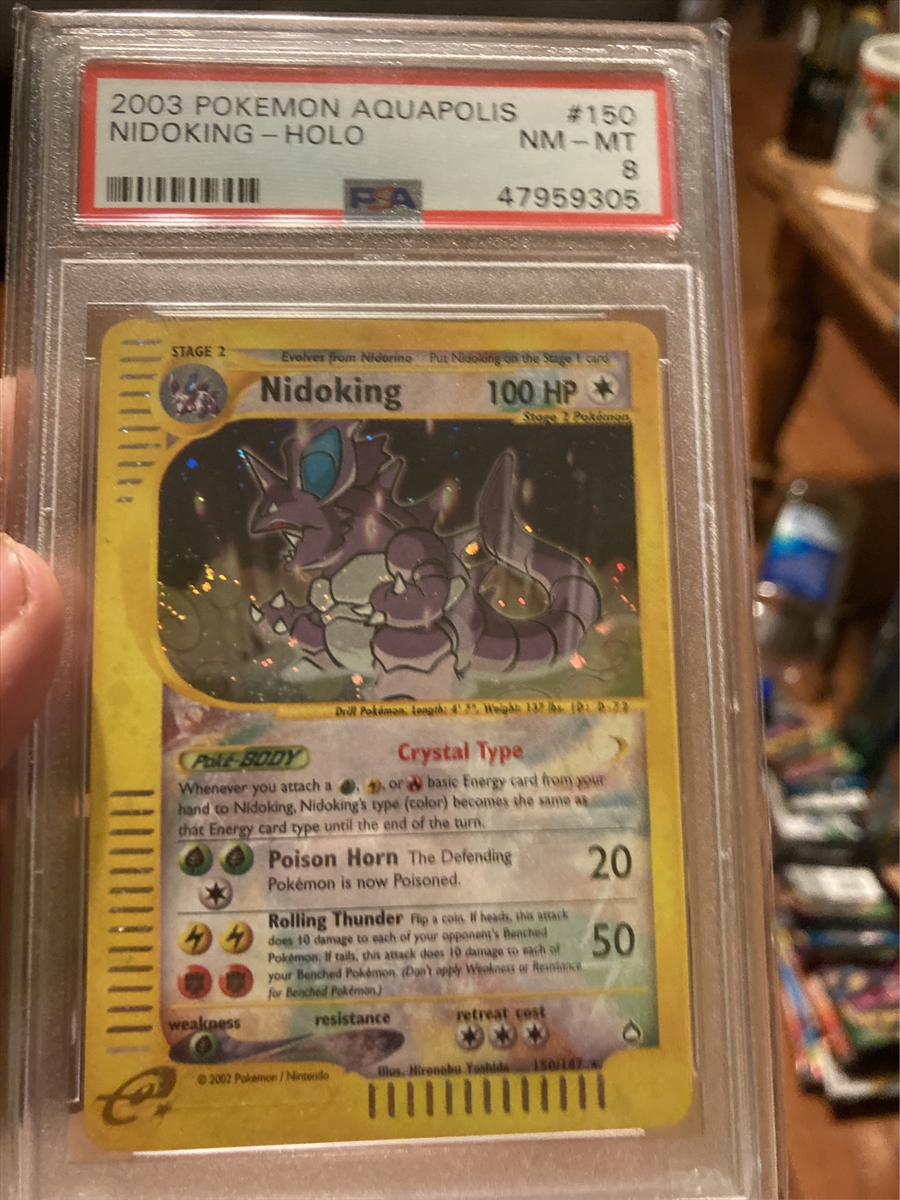 2003 POKEMON AQUAPOLIS #150
NIDOKING - HOLO NM - MT
8
PSA 47959305
STAGE 2 Evolves from Nidorino Put Nidoking on the Stage 1 card
Nidoking 100 HP
Stage 2 Pokémon
Drill Pokémon. Length: 4' 7", Weight: 137 lbs.
Poké-BODY Crystal Type
Whenever you attach a , , or basic Energy card from your
hand to Nidoking, Nidoking's type (color) becomes the same as
that Energy card type until the end of the turn.
Poison Horn The Defending 20
Pokémon is now Poisoned.
Rolling Thunder Flip a coin. If heads, this attack
does 10 damage to each of your opponent's Benched 50
Pokémon. If tails, this attack does 10 damage to each of
your Benched Pokémon. (Don't apply Weakness or Resistance
for Benched Pokémon.)
weakness resistance retreat cost
© 2002 Pokémon / Nintendo Illus. Hironobu Yoshida 150/147
e